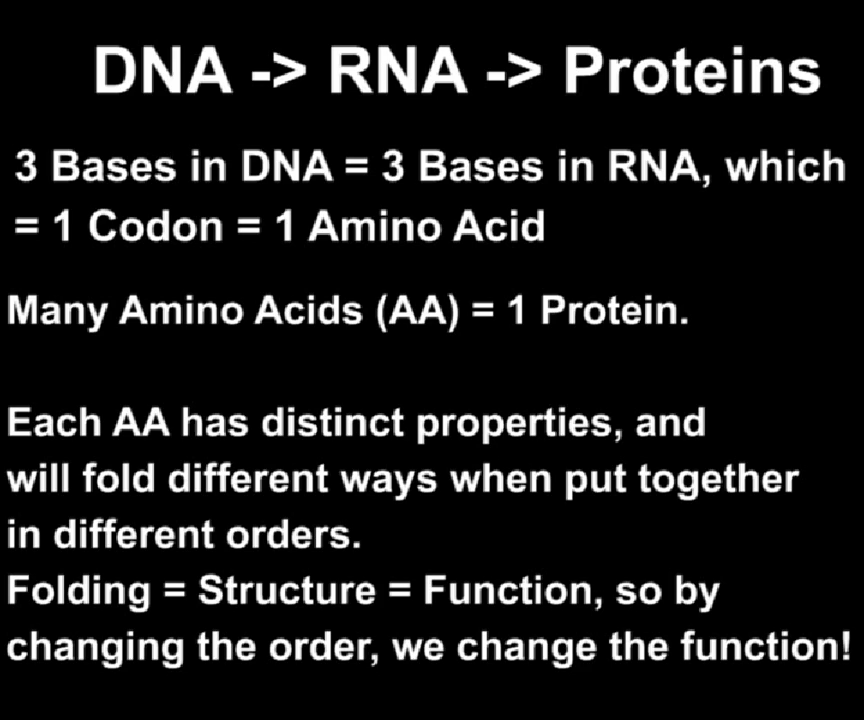 DNA -> RNA -> Proteins
3 Bases in DNA = 3 Bases in RNA, which
= 1 Codon = 1 Amino Acid
Many Amino Acids (AA) = 1 Protein.
Each AA has distinct properties, and
will fold different ways when put together
in different orders.
Folding = Structure = Function, so by
changing the order, we change the function!